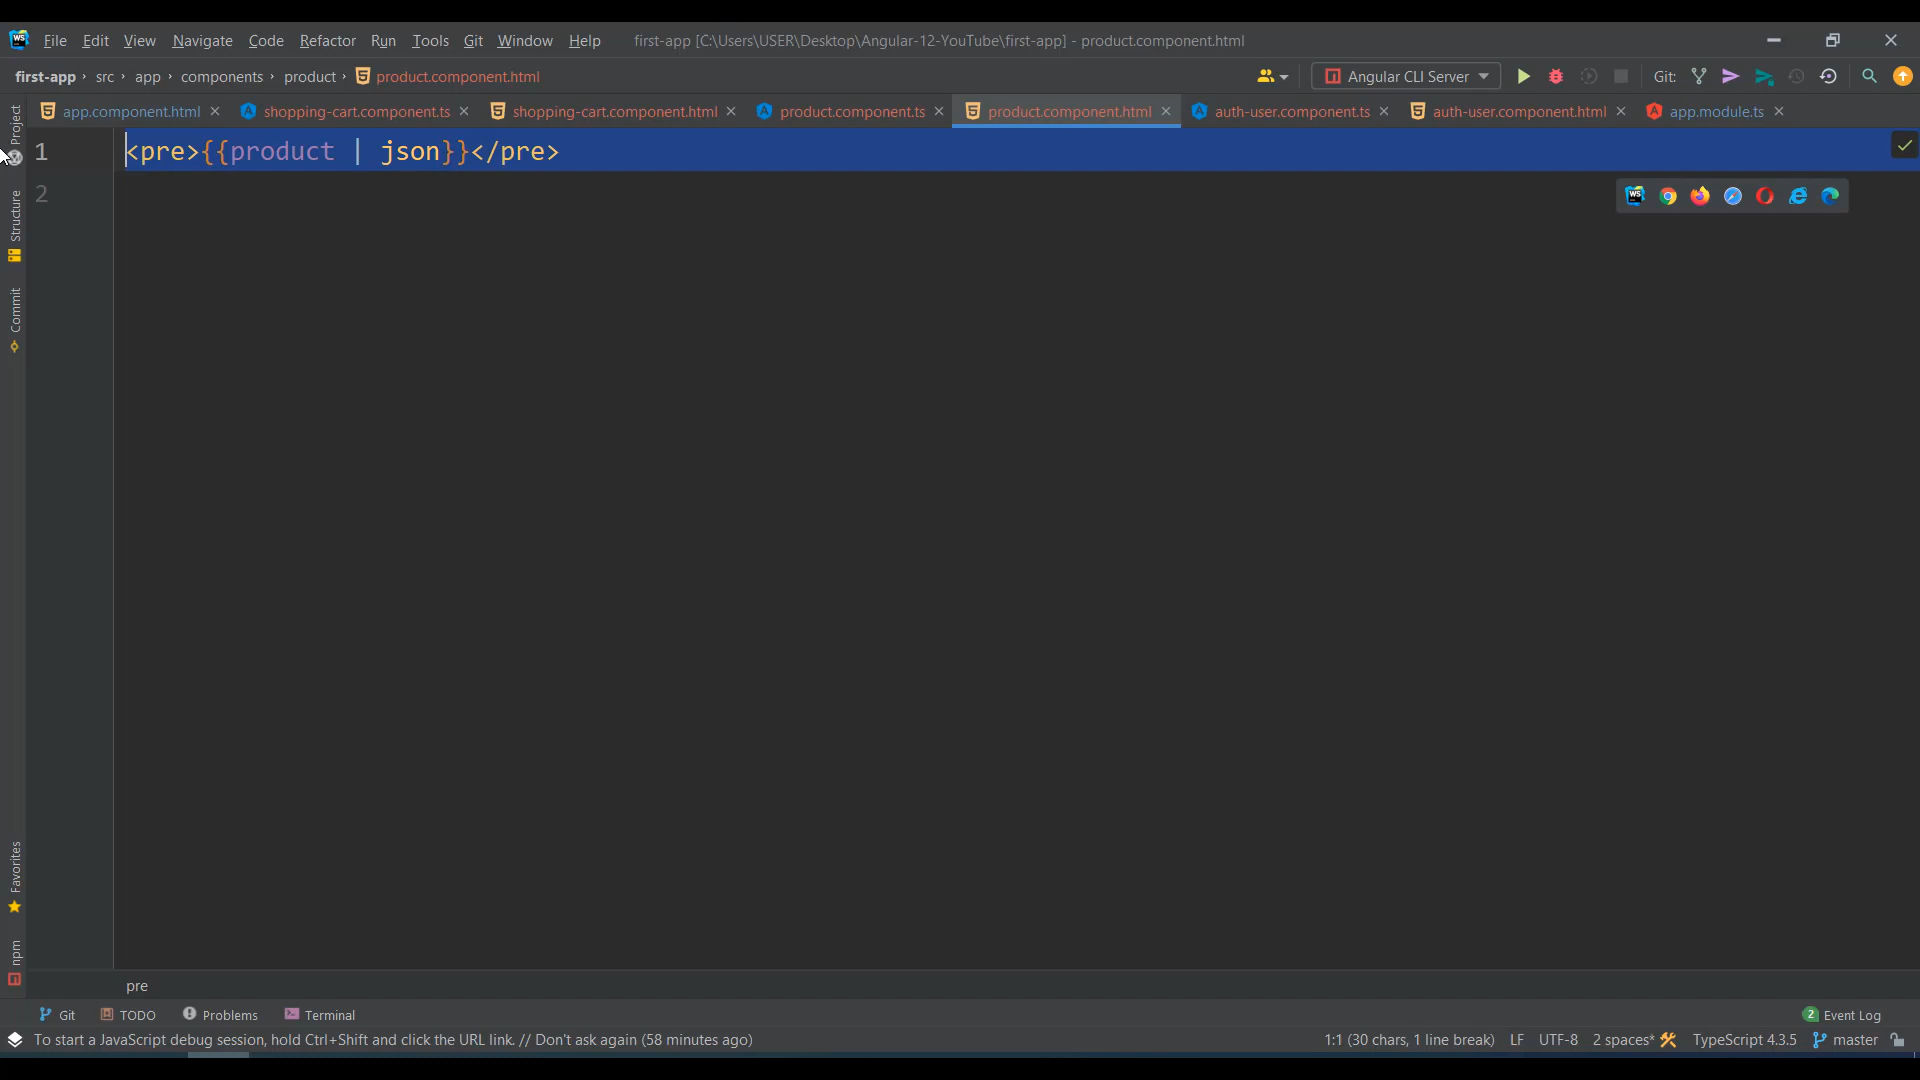 File Edit View Navigate Code Refactor Run Tools Git Window Help first-app [C:\Users\USER\Desktop\Angular-12-YouTube\first-app] - product.component.html
first-app › src › app › components › product › product.component.html Angular CLI Server Git:
app.component.html shopping-cart.component.ts shopping-cart.component.html product.component.ts product.component.html auth-user.component.ts auth-user.component.html app.module.ts
Project
1 <pre>{{product | json}}</pre>
2
Structure
Commit
Favorites
npm
pre
Git TODO Problems Terminal 2 Event Log
To start a JavaScript debug session, hold Ctrl+Shift and click the URL link. // Don't ask again (58 minutes ago) 1:1 (30 chars, 1 line break) LF UTF-8 2 spaces* TypeScript 4.3.5 master